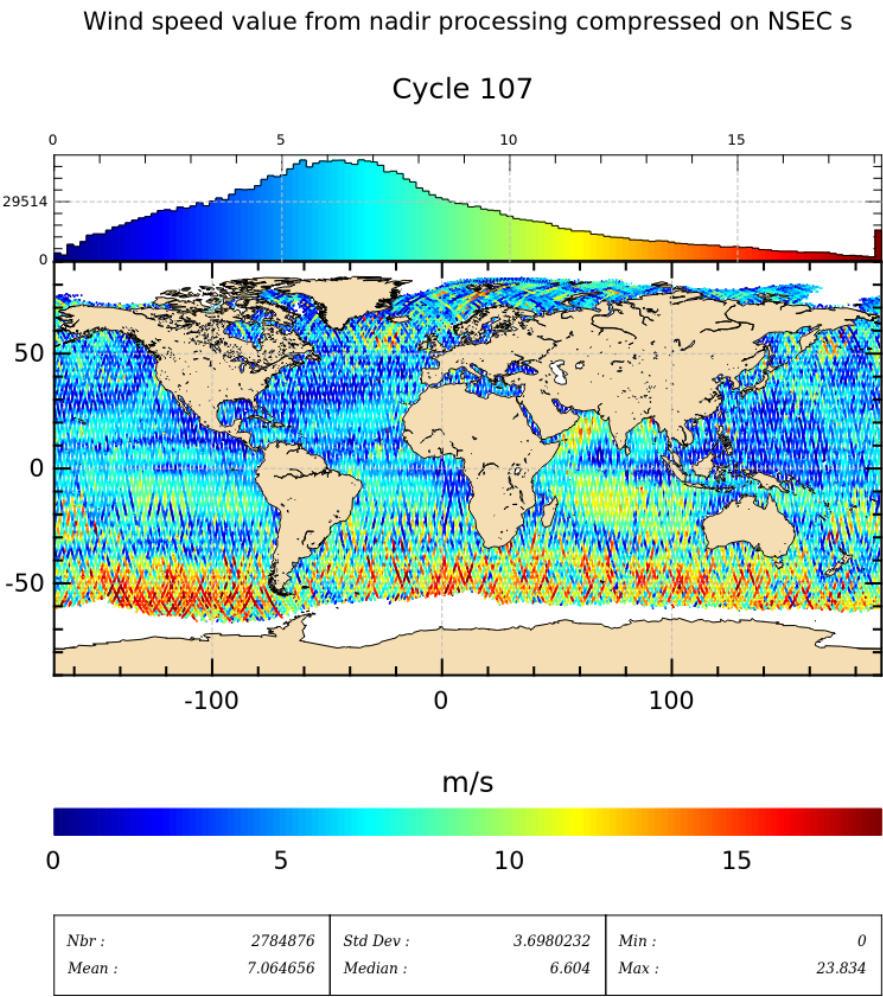 Wind speed value from nadir processing compressed on NSEC s
Cycle 107
0 5 10 15
29514
0
50
0
-50
-100 0 100
m/s
0 5 10 15
Nbr : 2784876 Std Dev : 3.6980232 Min : 0
Mean : 7.064656 Median : 6.604 Max : 23.834